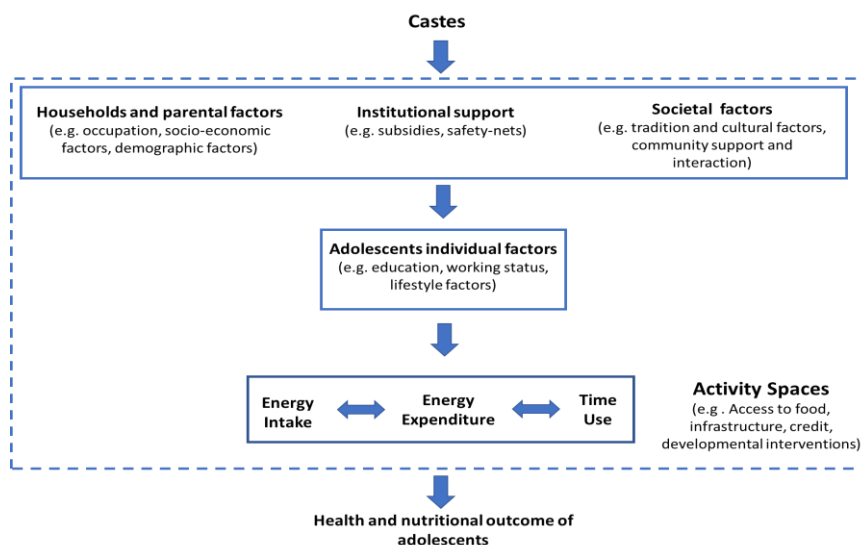 Castes
Households and parental factors
(e.g. occupation, socio-economic
factors, demographic factors)
Institutional support
(e.g. subsidies, safety-nets)
Societal factors
(e.g. tradition and cultural factors,
community support and
interaction)
Adolescents individual factors
(e.g. education, working status,
lifestyle factors)
Energy
Intake
Energy
Expenditure
Time
Use
Activity Spaces
(e.g . Access to food,
infrastructure, credit,
developmental interventions)
Health and nutritional outcome of
adolescents